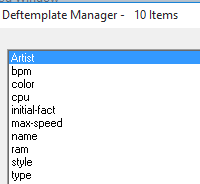 Deftemplate Manager - 10 Items
Artist
bpm
color
cpu
initial-fact
max-speed
name
ram
style
type